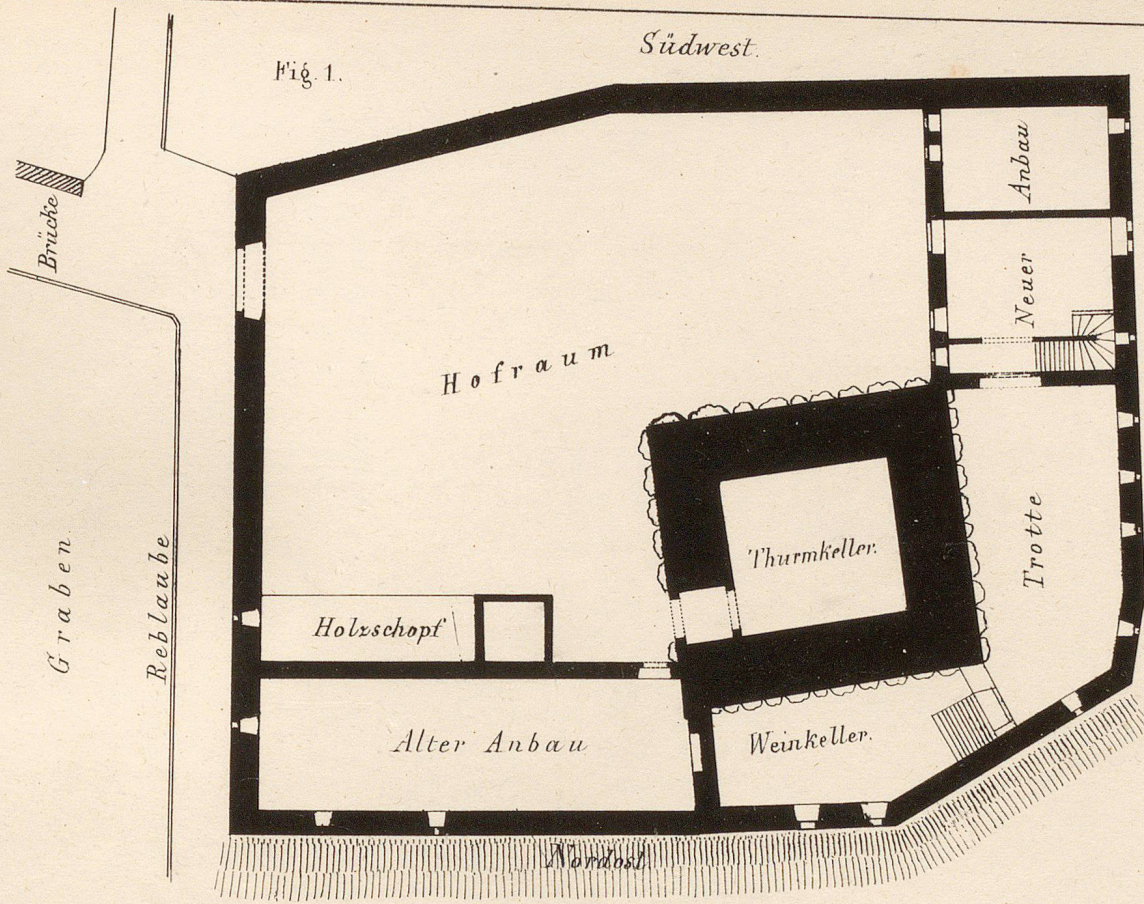 Südwest.
Fig. 1.
Anbau
Brücke
Neuer
Hofraum
Thurmkeller.
Trotte
Graben
Reblaube
Holzschopf
Alter Anbau
Weinkeller.
Nordost.